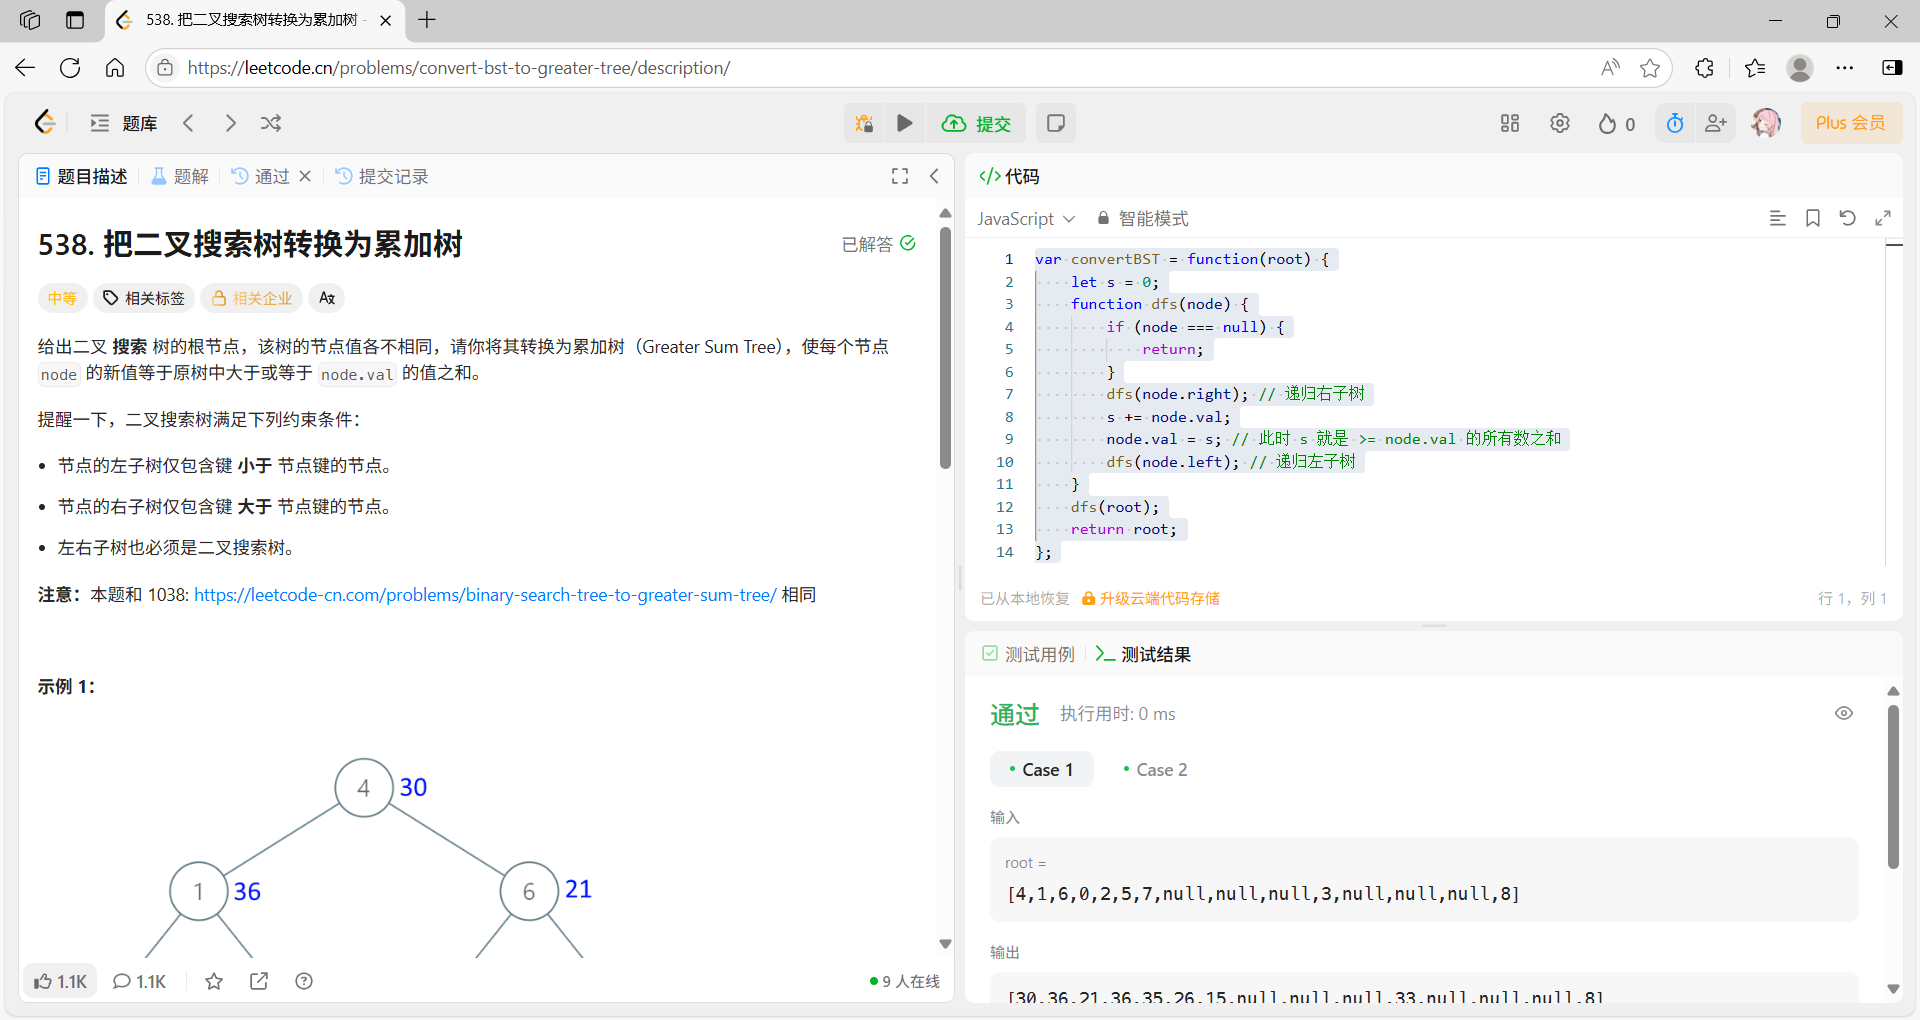 538. 把二叉搜索树转换为累加树 -
https://leetcode.cn/problems/convert-bst-to-greater-tree/description/
题库
提交
0
Plus 会员
题目描述
题解
通过
提交记录
538. 把二叉搜索树转换为累加树
已解答
中等
相关标签
相关企业
给出二叉 搜索 树的根节点，该树的节点值各不相同，请你将其转换为累加树（Greater Sum Tree），使每个节点
node 的新值等于原树中大于或等于 node.val 的值之和。
提醒一下，二叉搜索树满足下列约束条件：
• 节点的左子树仅包含键 小于 节点键的节点。
• 节点的右子树仅包含键 大于 节点键的节点。
• 左右子树也必须是二叉搜索树。
注意：本题和 1038: https://leetcode-cn.com/problems/binary-search-tree-to-greater-sum-tree/ 相同
示例 1：
4 30
1 36
6 21
1.1K
1.1K
9 人在线
代码
JavaScript
智能模式
1 var convertBST = function(root) {
2 let s = 0;
3 function dfs(node) {
4 if (node === null) {
5 return;
6 }
7 dfs(node.right); // 递归右子树
8 s += node.val;
9 node.val = s; // 此时 s 就是 >= node.val 的所有数之和
10 dfs(node.left); // 递归左子树
11 }
12 dfs(root);
13 return root;
14 };
已从本地恢复
升级云端代码存储
行 1，列 1
测试用例
测试结果
通过
执行用时: 0 ms
Case 1
Case 2
输入
root =
[4,1,6,0,2,5,7,null,null,null,3,null,null,null,8]
输出
[30,36,21,36,35,26,15,null,null,null,33,null,null,null,8]